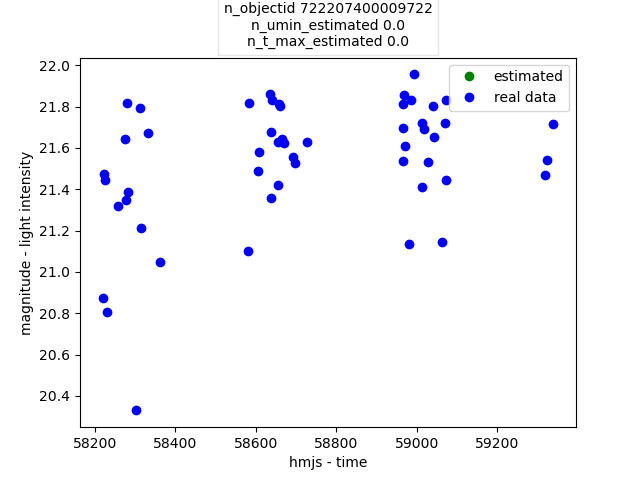 n_objectid 722207400009722
n_umin_estimated 0.0
n_t_max_estimated 0.0
22.0
21.8
21.6
21.4
21.2
21.0
20.8
20.6
20.4
magnitude - light intensity
estimated
real data
58200 58400 58600 58800 59000 59200
hmjs - time